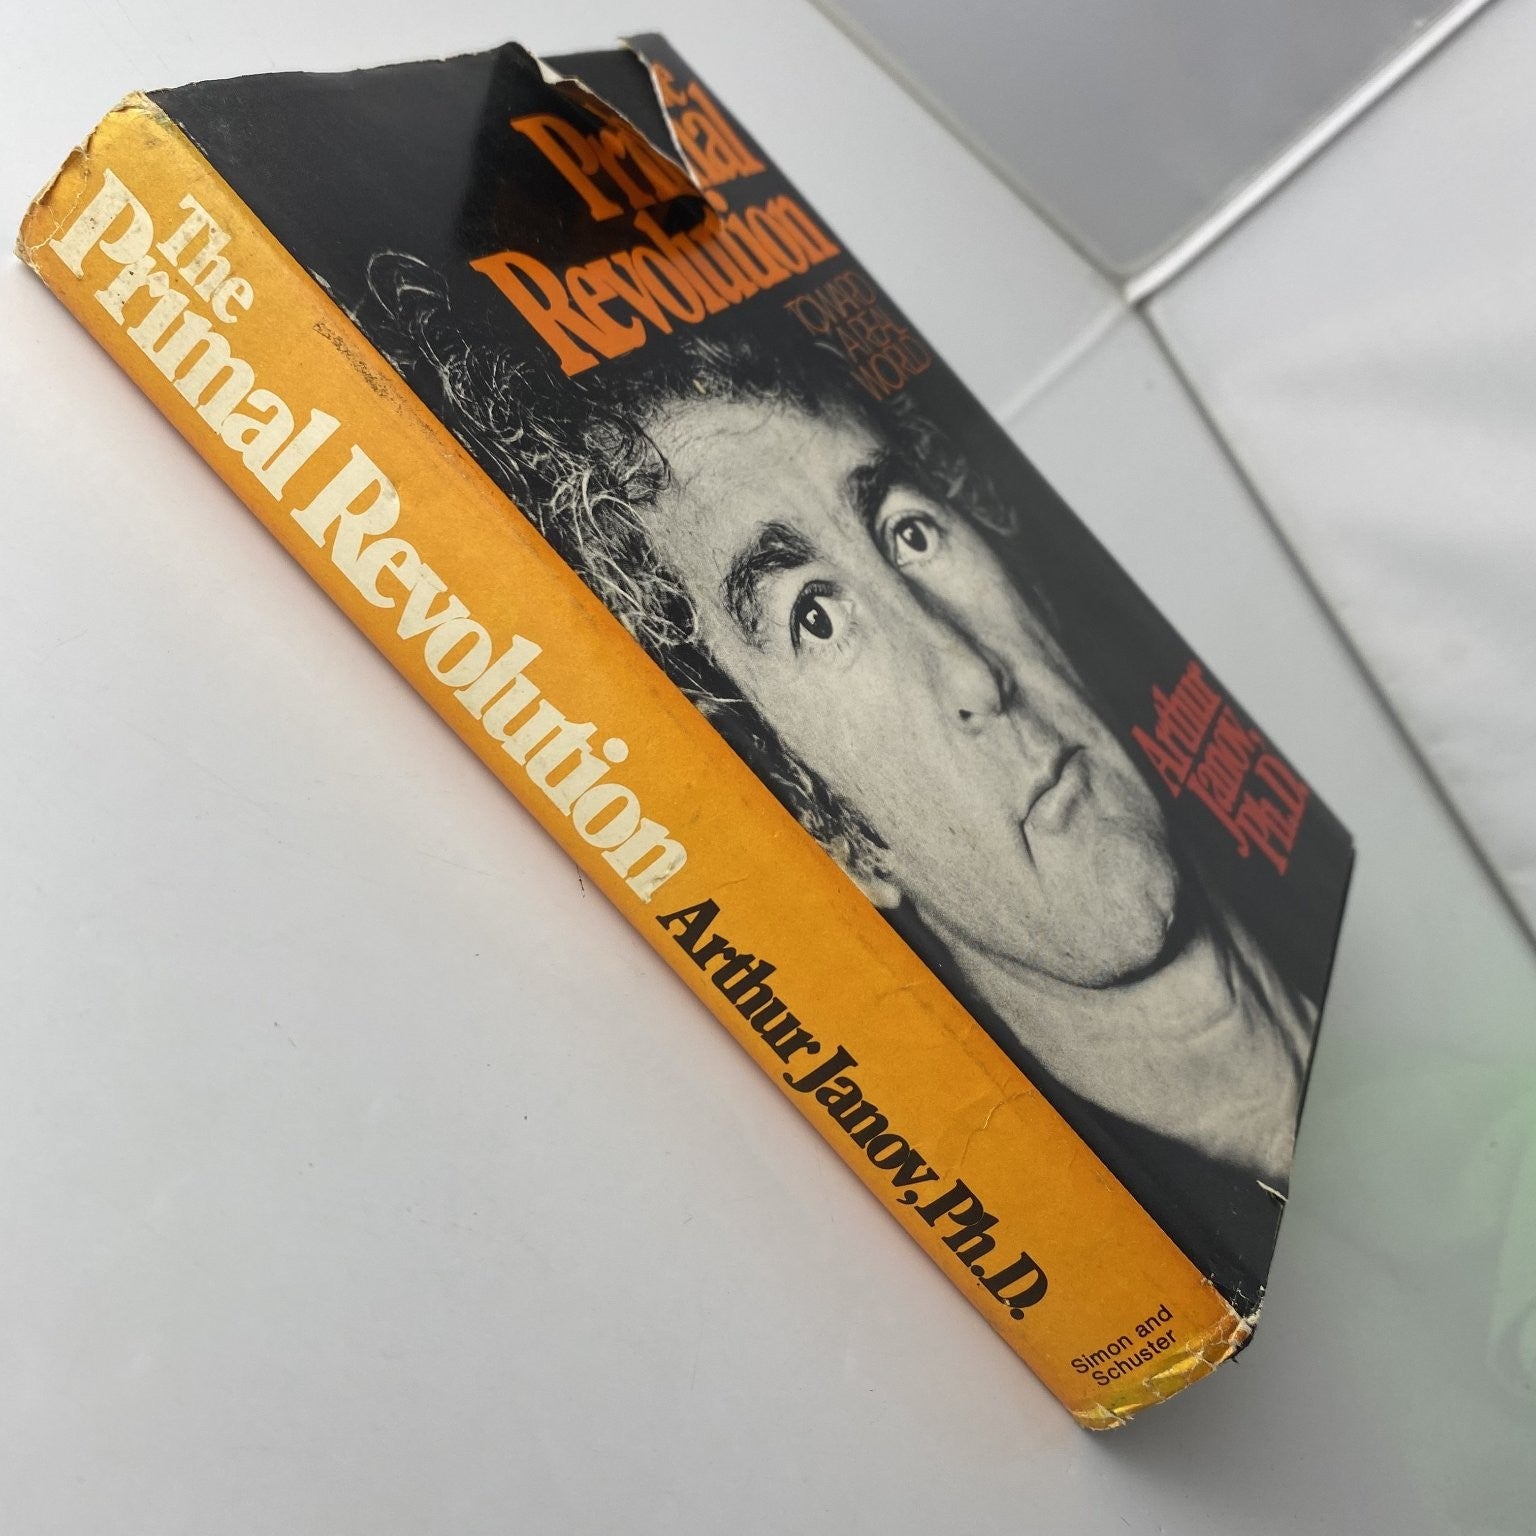 The
Primal Revolution
Arthur Janov, Ph.D.
Simon and
Schuster
Primal
Revolution
TOWARD
A REAL
WORLD
Arthur
Janov,
Ph.D.